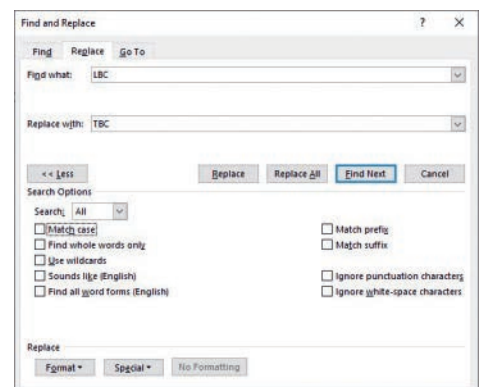 Find and Replace ? ×
Find Replace Go To
Find what: LBC
Replace with: TBC
<< Less Replace Replace All Find Next Cancel
Search Options
Search: All
Match case Match prefix
Find whole words only Match suffix
Use wildcards
Sounds like (English) Ignore punctuation characters
Find all word forms (English) Ignore white-space characters
Replace
Format Special No Formatting